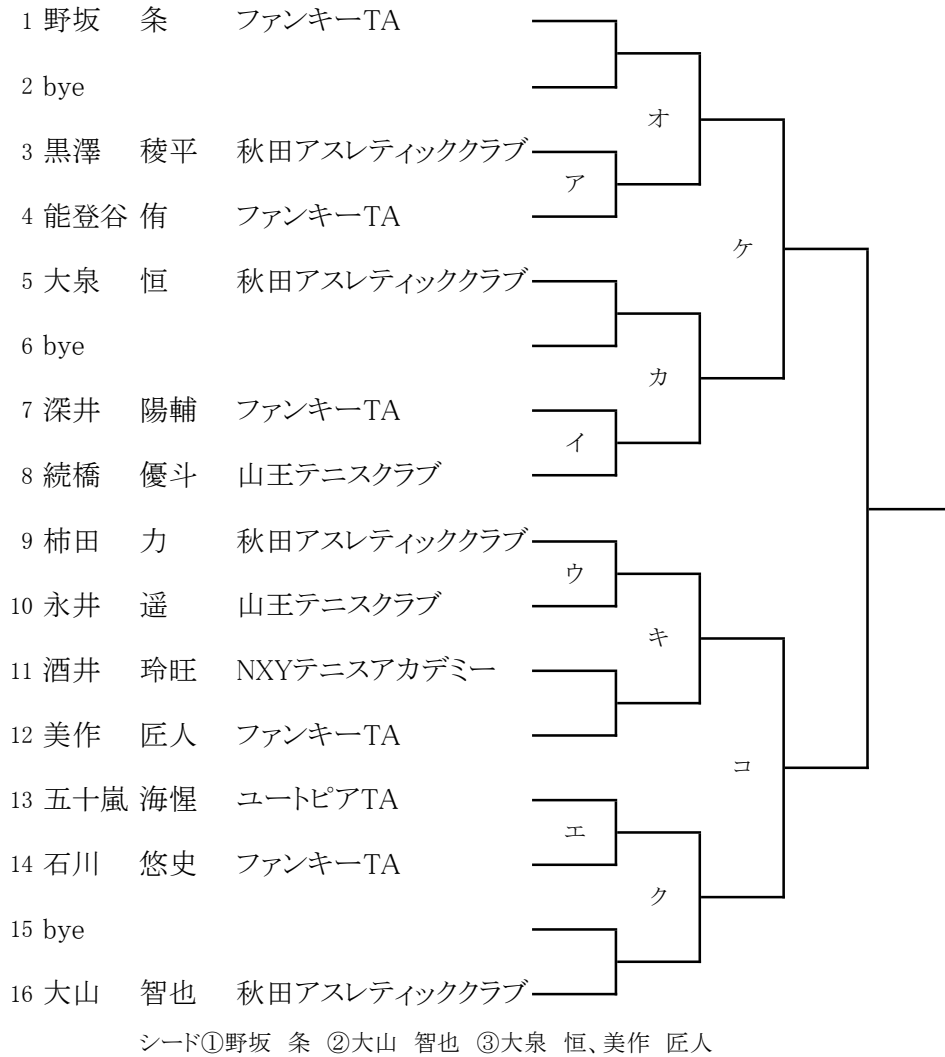 1 野坂 条 ファンキーTA
2 bye
オ
3 黒澤 稜平 秋田アスレティッククラブ
ア
4 能登谷 侑 ファンキーTA
ケ
5 大泉 恒 秋田アスレティッククラブ
6 bye
カ
7 深井 陽輔 ファンキーTA
イ
8 続橋 優斗 山王テニスクラブ
9 柿田 力 秋田アスレティッククラブ
ウ
10 永井 遥 山王テニスクラブ
キ
11 酒井 玲旺 NXYテニスアカデミー
12 美作 匠人 ファンキーTA
コ
13 五十嵐 海惺 ユートピアTA
エ
14 石川 悠史 ファンキーTA
ク
15 bye
16 大山 智也 秋田アスレティッククラブ
シード①野坂 条 ②大山 智也 ③大泉 恒、美作 匠人